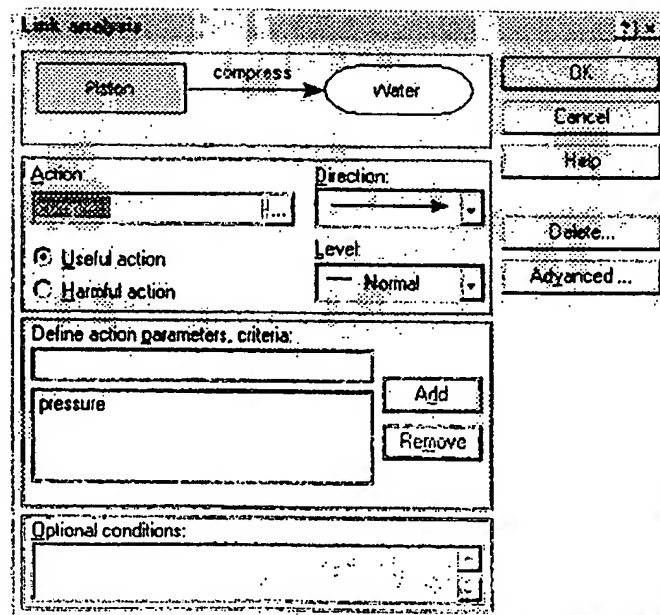 Link analysis
? ×
Piston
compress
Water
OK
Cancel
Help
Delete...
Advanced ...
Action:
...
Direction:
Useful action
Harmful action
Level:
Normal
Define action parameters, criteria:
pressure
Add
Remove
Optional conditions: